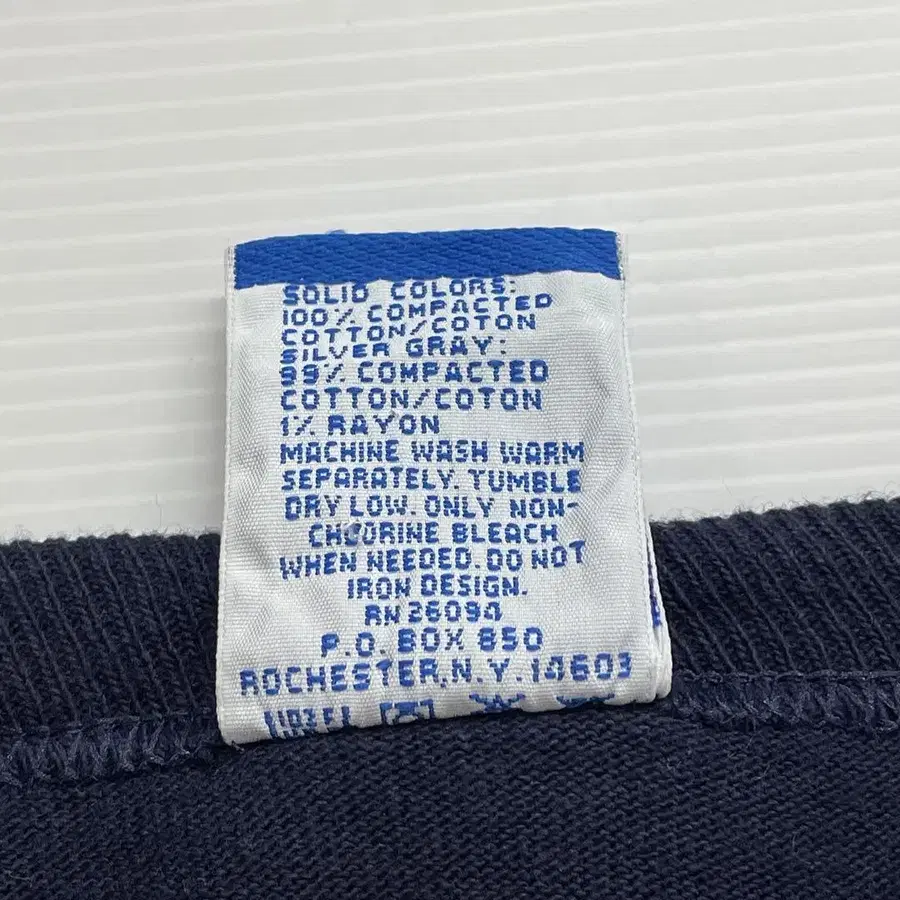 SOLID COLORS:
100% COMPACTED
COTTON/COTON
SILVER GRAY:
99% COMPACTED
COTTON/COTON
1% RAYON
MACHINE WASH WARM
SEPARATELY. TUMBLE
DRY LOW. ONLY NON-
CHLOURINE BLEACH
WHEN NEEDED. DO NOT
IRON DESIGN.
RN 26094
P.O. BOX 850
ROCHESTER, N.Y. 14603